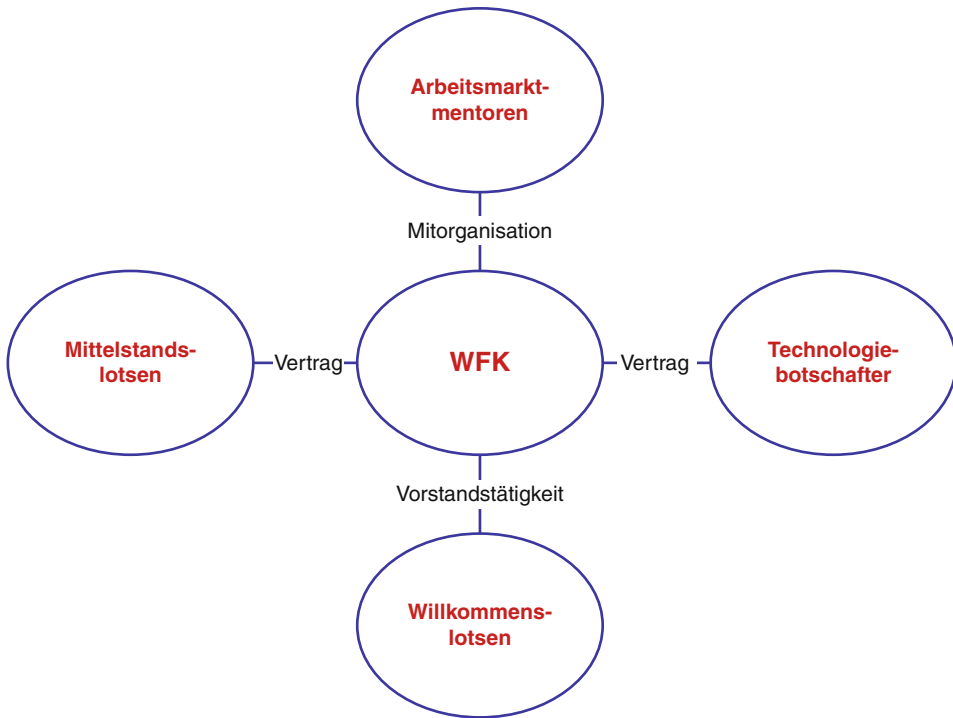 Arbeitsmarkt-
mentoren
Mitorganisation
Mittelstands-
lotsen
Vertrag
WFK
Vertrag
Technologie-
botschafter
Vorstandstätigkeit
Willkommens-
lotsen